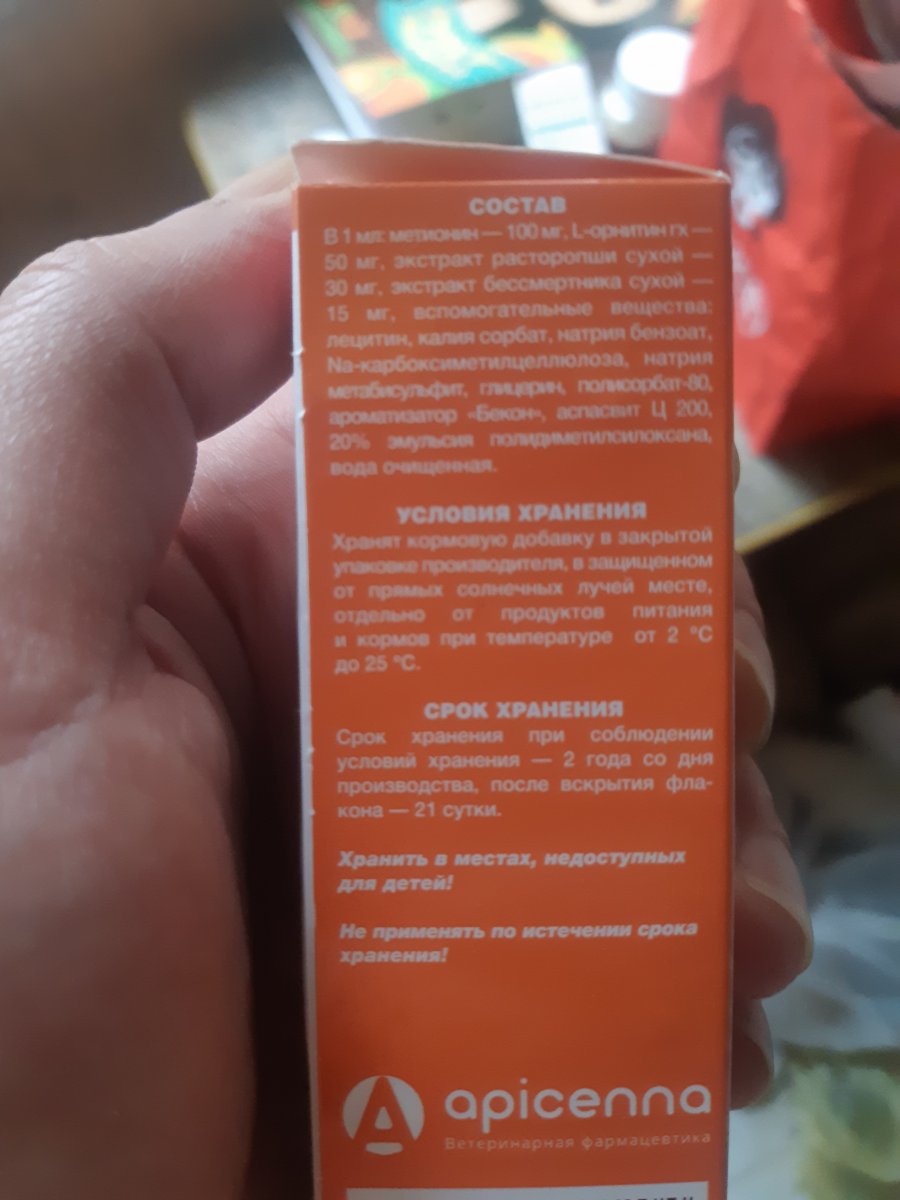 СОСТАВ
В 1 мл: метионин — 100 мг, L-орнитин гх —
50 мг, экстракт расторопши сухой —
30 мг, экстракт бессмертника сухой —
15 мг, вспомогательные вещества:
лецитин, калия сорбат, натрия бензоат,
Na-карбоксиметилцеллюлоза, натрия
метабисульфит, глицерин, полисорбат-80,
ароматизатор «Бекон», аспасвит Ц 200,
20% эмульсия полидиметилсилоксана,
вода очищенная.
УСЛОВИЯ ХРАНЕНИЯ
Хранят кормовую добавку в закрытой
упаковке производителя, в защищенном
от прямых солнечных лучей месте,
отдельно от продуктов питания
и кормов при температуре от 2 °С
до 25 °С.
СРОК ХРАНЕНИЯ
Срок хранения при соблюдении
условий хранения — 2 года со дня
производства, после вскрытия фла-
кона — 21 сутки.
Хранить в местах, недоступных
для детей!
Не применять по истечении срока
хранения!
apicenna
Ветеринарная фармацевтика